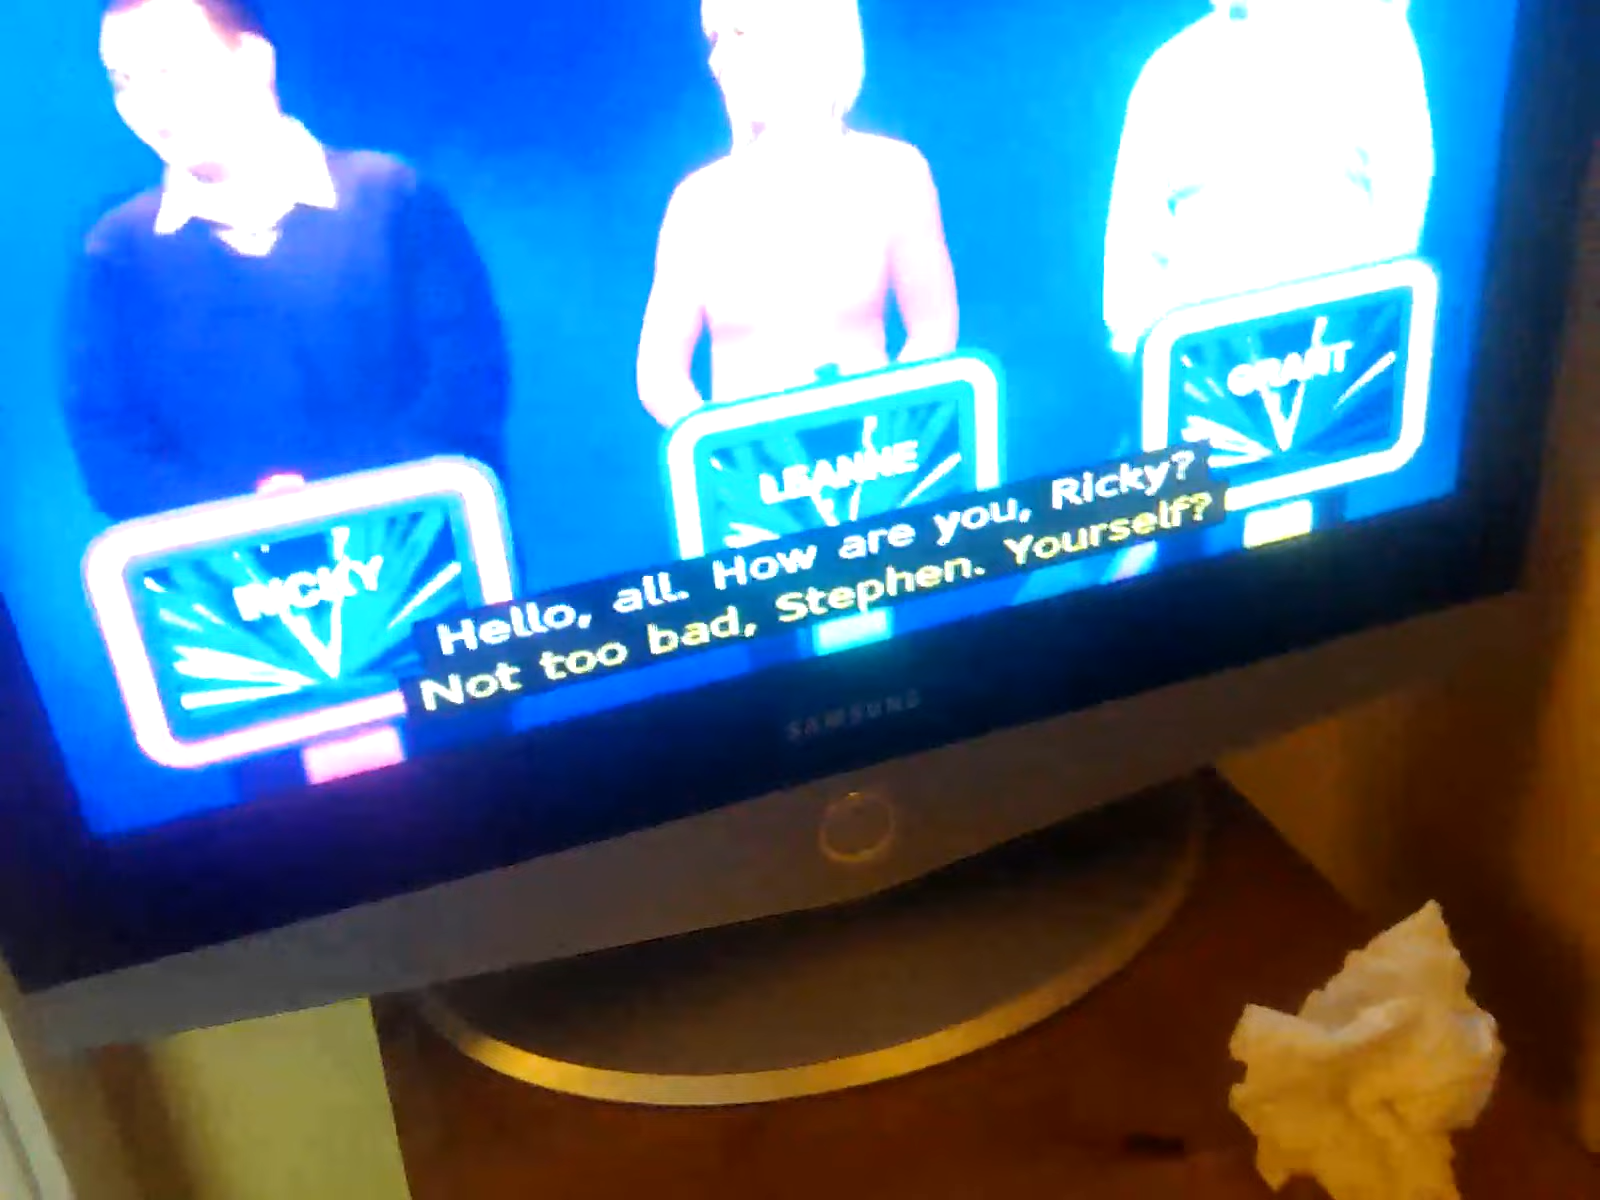 GRANT
LEANNE
RICKY
Hello, all. How are you, Ricky?
Not too bad, Stephen. Yourself?
SAMSUNG